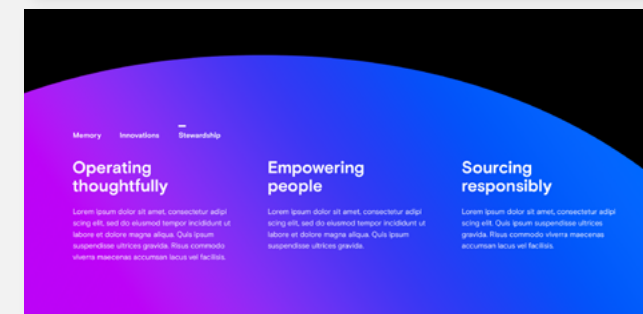 Memory Innovations Stewardship
Operating
thoughtfully
Lorem ipsum dolor sit amet, consectetur adipi
scing elit, sed do eiusmod tempor incididunt ut
labore et dolore magna aliqua. Quis ipsum
suspendisse ultrices gravida. Risus commodo
viverra maecenas accumsan lacus vel facilisis.
Empowering
people
Lorem ipsum dolor sit amet, consectetur adipi
scing elit, sed do eiusmod tempor incididunt ut
labore et dolore magna aliqua. Quis ipsum
suspendisse ultrices gravida.
Sourcing
responsibly
Lorem ipsum dolor sit amet, consectetur adipi
scing elit. Quis ipsum suspendisse ultrices
gravida. Risus commodo viverra maecenas
accumsan lacus vel facilisis.